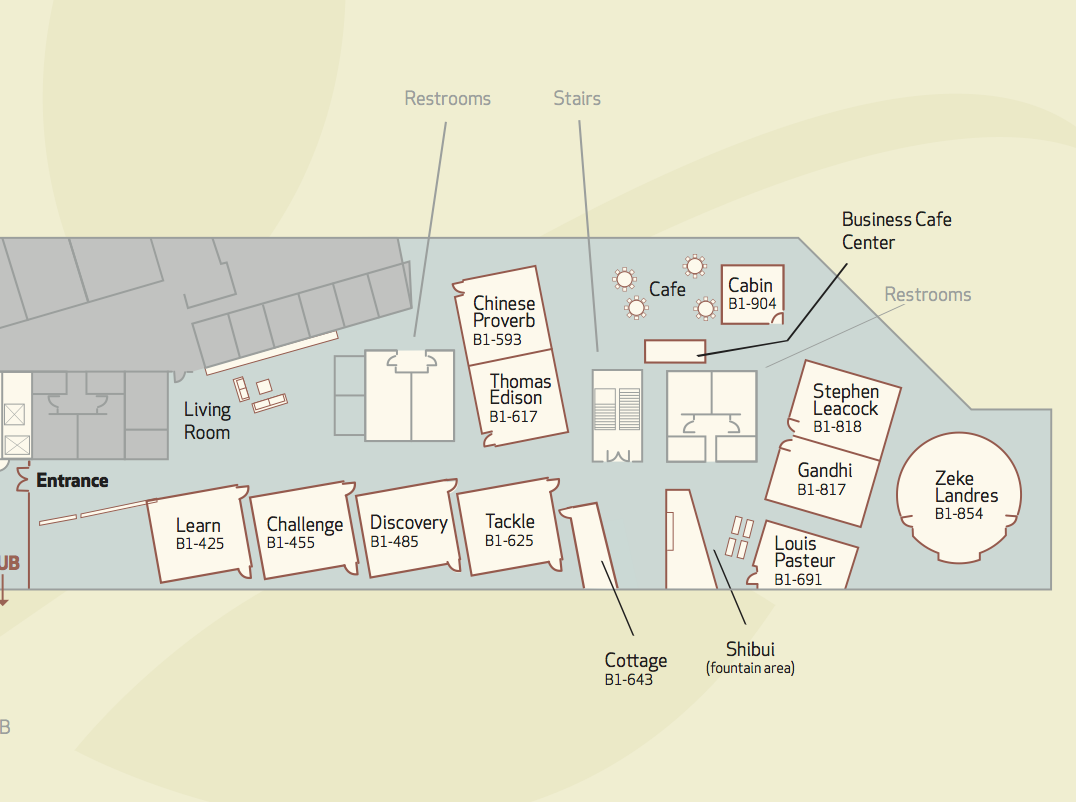 Restrooms
Stairs
Business Cafe
Center
Restrooms
Cafe
Cabin
B1-904
Chinese
Proverb
B1-593
Thomas
Edison
B1-617
Stephen
Leacock
B1-818
Gandhi
B1-817
Zeke
Landres
B1-854
Living
Room
Entrance
Learn
B1-425
Challenge
B1-455
Discovery
B1-485
Tackle
B1-625
Louis
Pasteur
B1-691
UB
Cottage
B1-643
Shibui
(fountain area)
B